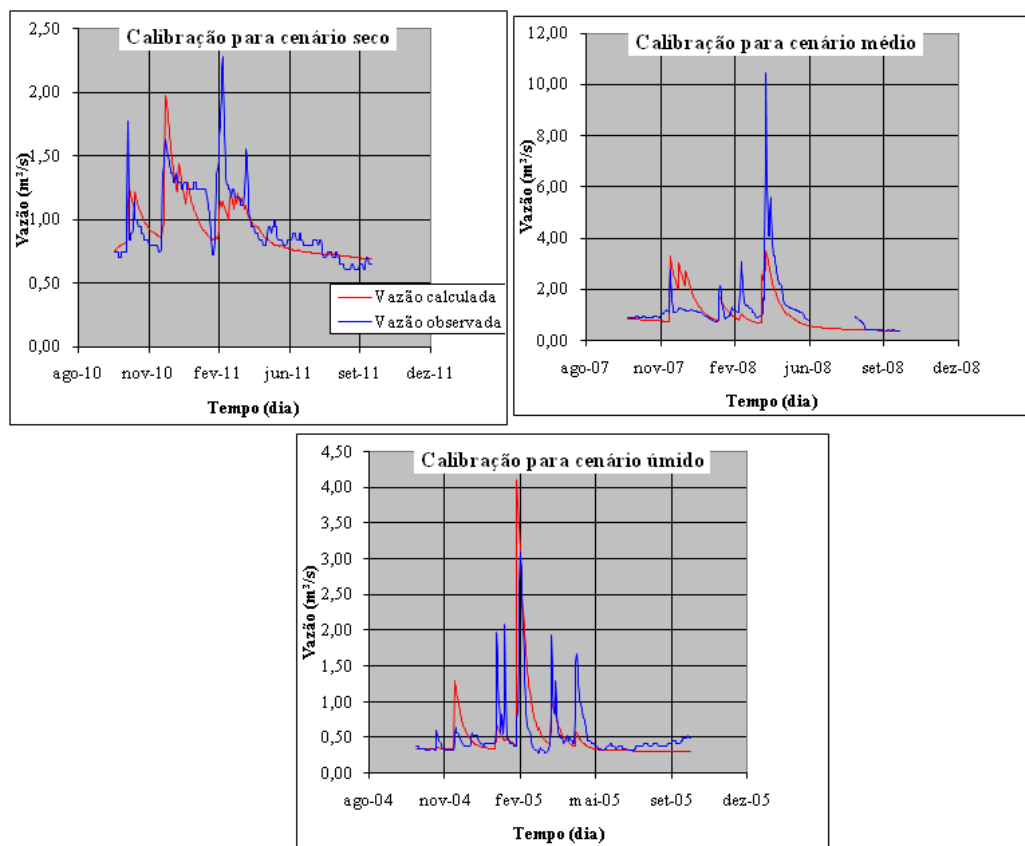 Calibração para cenário seco
Vazão (m³/s)
2,50
2,00
1,50
1,00
0,50
0,00
Vazão calculada
Vazão observada
ago-10 nov-10 fev-11 jun-11 set-11 dez-11
Tempo (dia)
Calibração para cenário médio
Vazão (m³/s)
12,00
10,00
8,00
6,00
4,00
2,00
0,00
ago-07 nov-07 fev-08 jun-08 set-08 dez-08
Tempo (dia)
Calibração para cenário úmido
Vazão (m³/s)
4,50
4,00
3,50
3,00
2,50
2,00
1,50
1,00
0,50
0,00
ago-04 nov-04 fev-05 mai-05 set-05 dez-05
Tempo (dia)